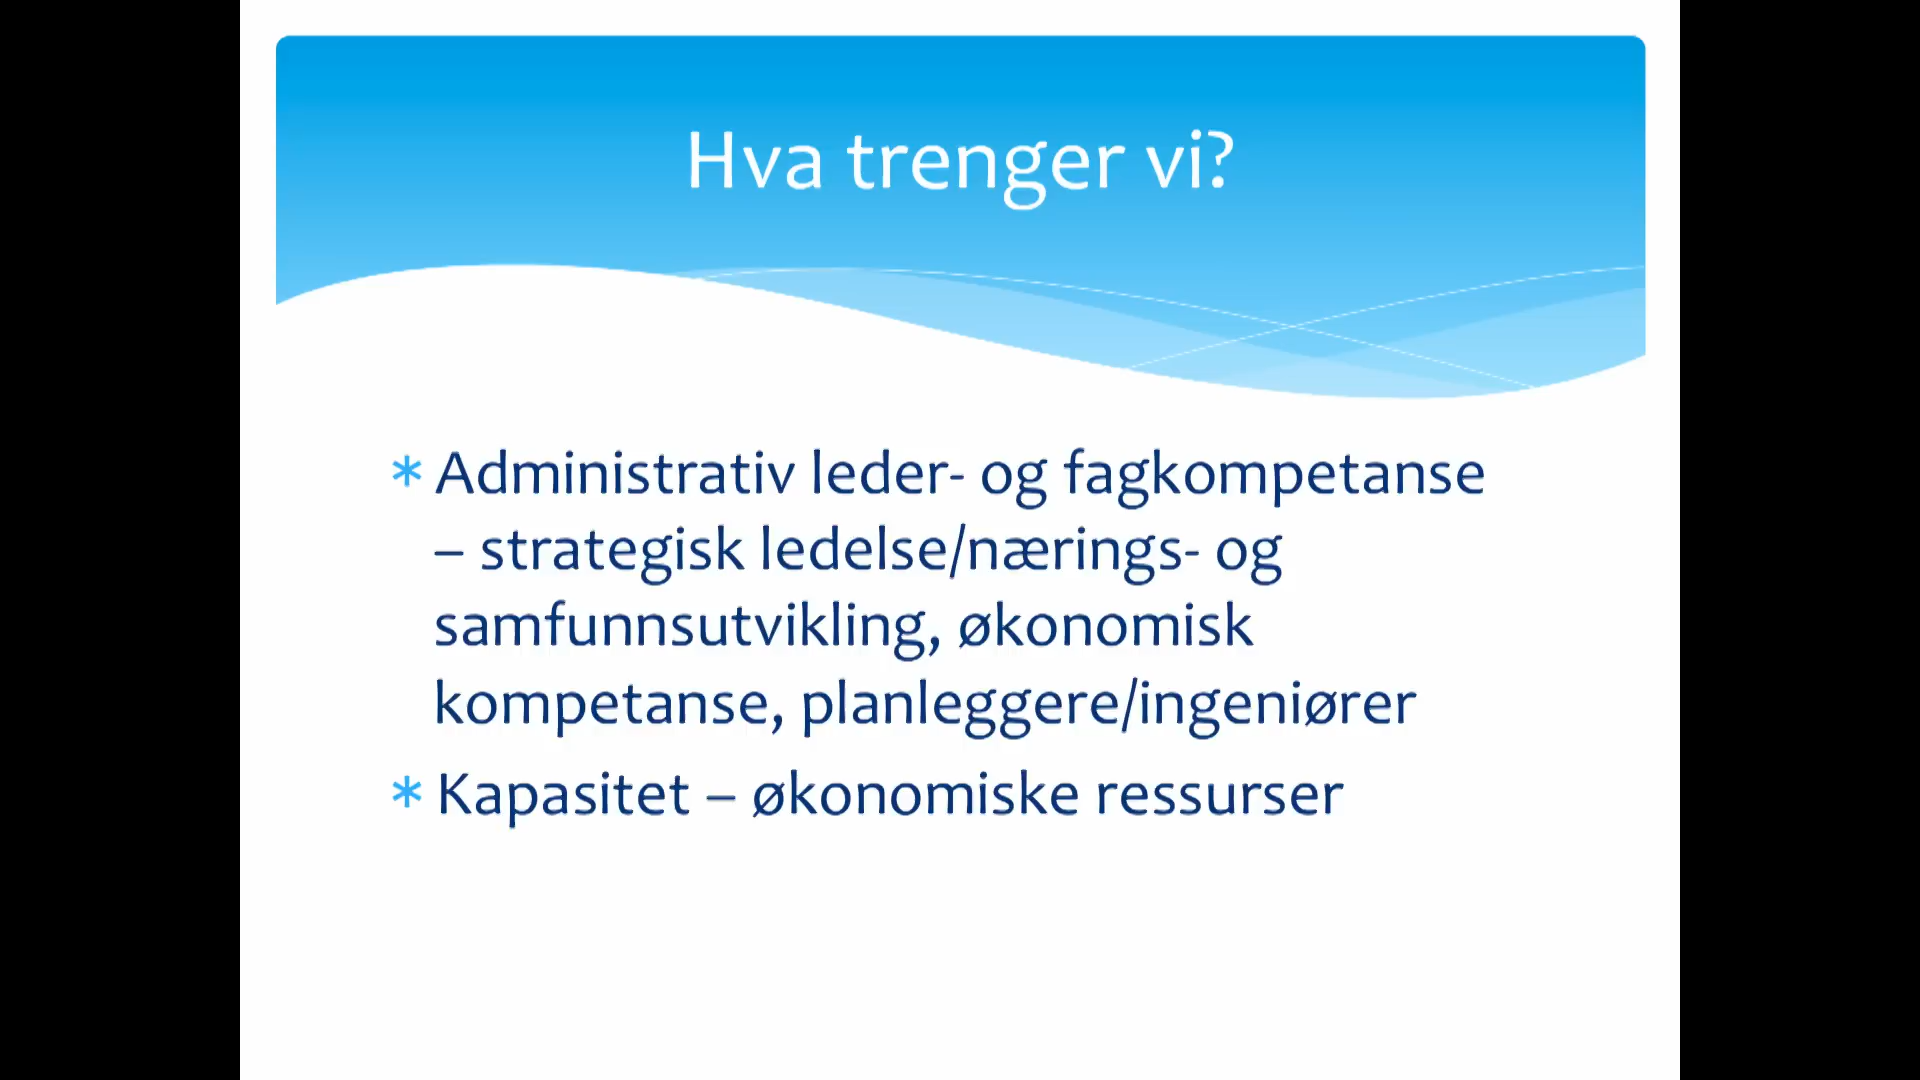 Hva trenger vi?
* Administrativ leder- og fagkompetanse
– strategisk ledelse/nærings- og
samfunnsutvikling, økonomisk
kompetanse, planleggere/ingeniører
* Kapasitet – økonomiske ressurser